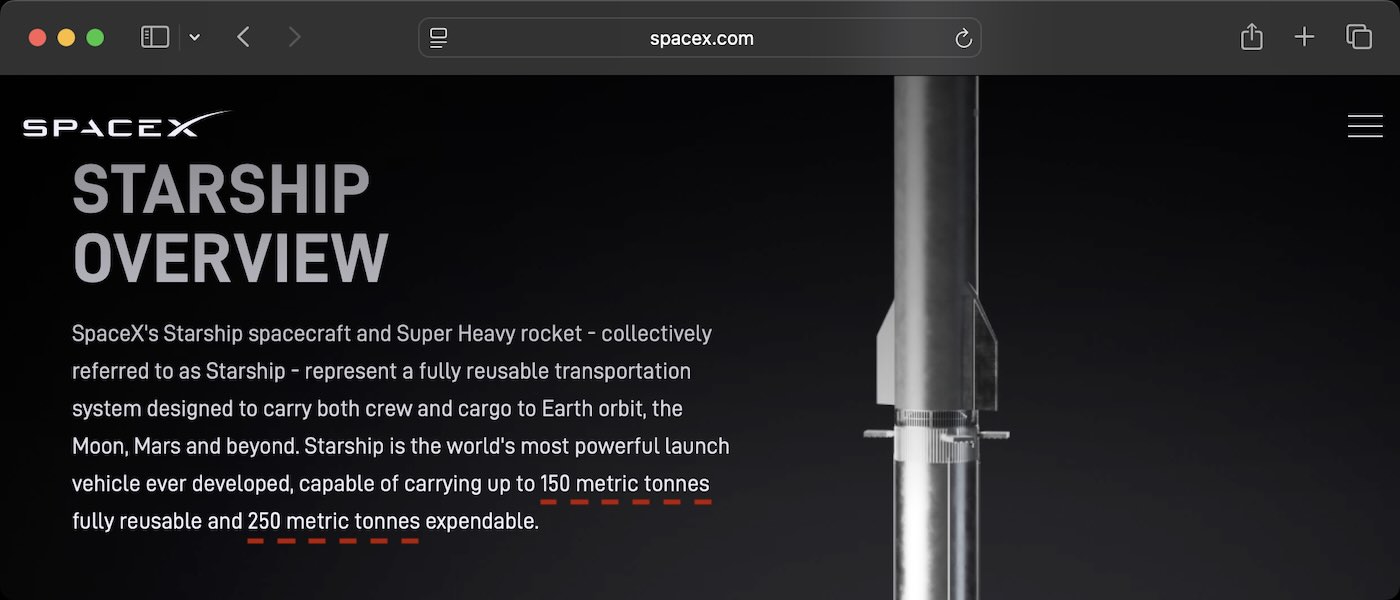 spacex.com
SPACEX
STARSHIP
OVERVIEW
SpaceX's Starship spacecraft and Super Heavy rocket - collectively
referred to as Starship - represent a fully reusable transportation
system designed to carry both crew and cargo to Earth orbit, the
Moon, Mars and beyond. Starship is the world's most powerful launch
vehicle ever developed, capable of carrying up to 150 metric tonnes
fully reusable and 250 metric tonnes expendable.